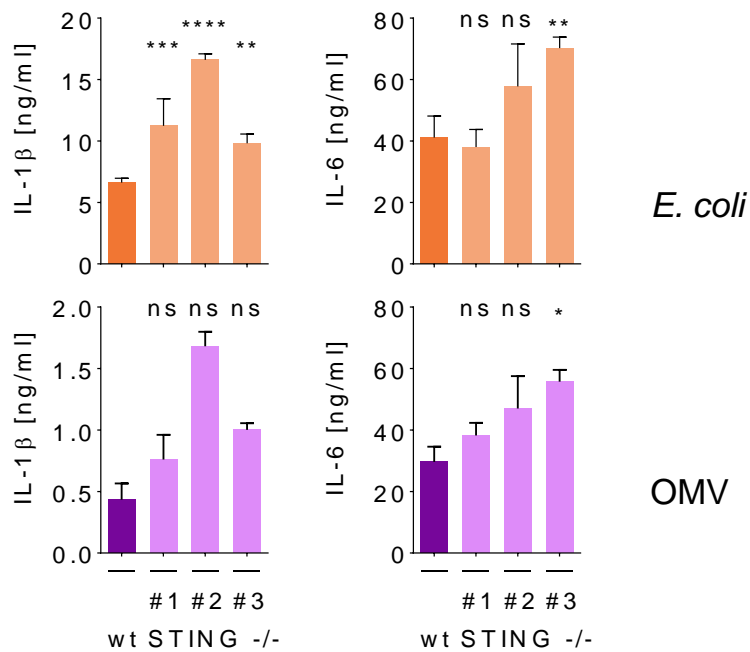 **** ns ns **
*** **
20
15
10
5
0
IL-1β [ng/ml]
80
60
40
20
0
IL-6 [ng/ml]
E. coli
ns ns ns
2.0
1.5
1.0
0.5
0.0
IL-1β [ng/ml]
ns ns *
80
60
40
20
0
IL-6 [ng/ml]
OMV
#1 #2 #3
wt STING -/-
#1 #2 #3
wt STING -/-